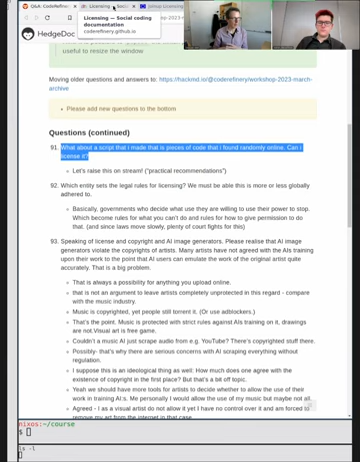 Q&A: CodeRefine
Licensing — Soci
Licensing — Social coding
documentation
coderefinery.github.io
HedgeDoc
useful to resize the window
Moving older questions and answers to: https://hackmd.io/@coderefinery/workshop-2023-march-
archive
Please add new questions to the bottom
Questions (continued)
91. What about a script that i made that is pieces of code that i found randomly online. Can I
license it?
Let's raise this on stream! ("practical recommendations")
92. Which entity sets the legal rules for licensing? We must be able this is more or less globally
adhered to.
Basically, governments who decide what they are willing to use their power to stop.
Which become rules for what you can't do and rules for how to give permission to do
that. (and since laws move slowly, plenty of court fights for this)
93. Speaking of license and copyright and AI image generators. Please realise that AI image
generators violate the copyrights of artists. Many artists have not agreed with the AIs training
upon their work to the point that AI users can emulate the work of the original artist quite
accurately. That is a big problem.
That is always a possibility for anything you upload online.
that is not an argument to leave artists completely unprotected in this regard - compare
with the music industry.
Music is copyrighted, yet people still torrent it. (Or use adblockers.)
That's the point. Music is protected with strict rules against AIs training on it, drawings
are not.Visual art is free game.
Couldn't a music AI just scrape audio from e.g. YouTube? There's copyrighted stuff there.
Possibly- that's why there are serious concerns with AI scraping everything without
regulation.
I suppose this is an ideological thing as well: How much does one agree with the
existence of copyright in the first place? But that's a bit off topic.
Yeah we should have more tools for artists to decide whether to allow the use of their
work in training AI:s. Me personally I would allow the use of my music but maybe not all.
Agreed - I as a visual artist do not allow it yet I have no control over it and am forced to
remove my art from the internet in that case
nixos:~/course
$
ls -l